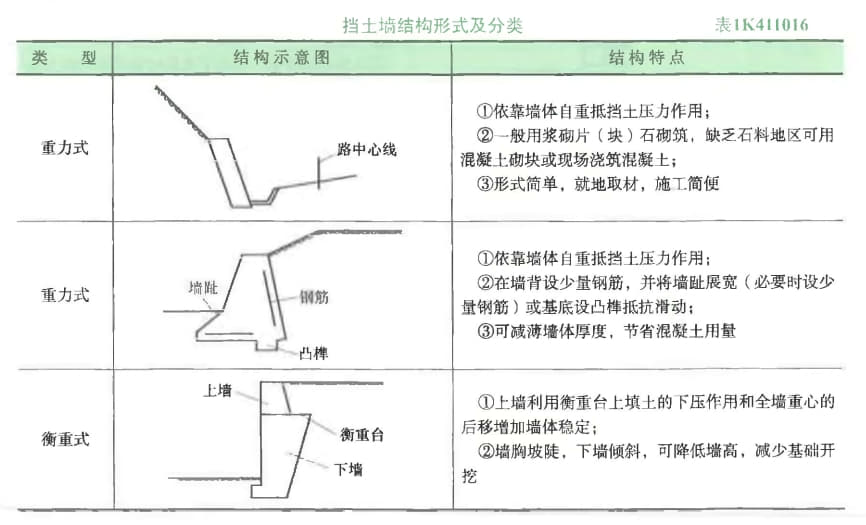 挡土墙结构形式及分类 表1K411016
类 型 结构示意图 结构特点
重力式
路中心线
①依靠墙体自重抵挡土压力作用；
②一般用浆砌片（块）石砌筑，缺乏石料地区可用
混凝土砌块或现场浇筑混凝土；
③形式简单，就地取材，施工简便
重力式
墙趾
钢筋
凸榫
①依靠墙体自重抵挡土压力作用；
②在墙背设少量钢筋，并将墙趾展宽（必要时设少
量钢筋）或基底设凸榫抵抗滑动；
③可减薄墙体厚度，节省混凝土用量
衡重式
上墙
衡重台
下墙
①上墙利用衡重台上填土的下压作用和全墙重心的
后移增加墙体稳定；
②墙胸坡陡，下墙倾斜，可降低墙高，减少基础开
挖